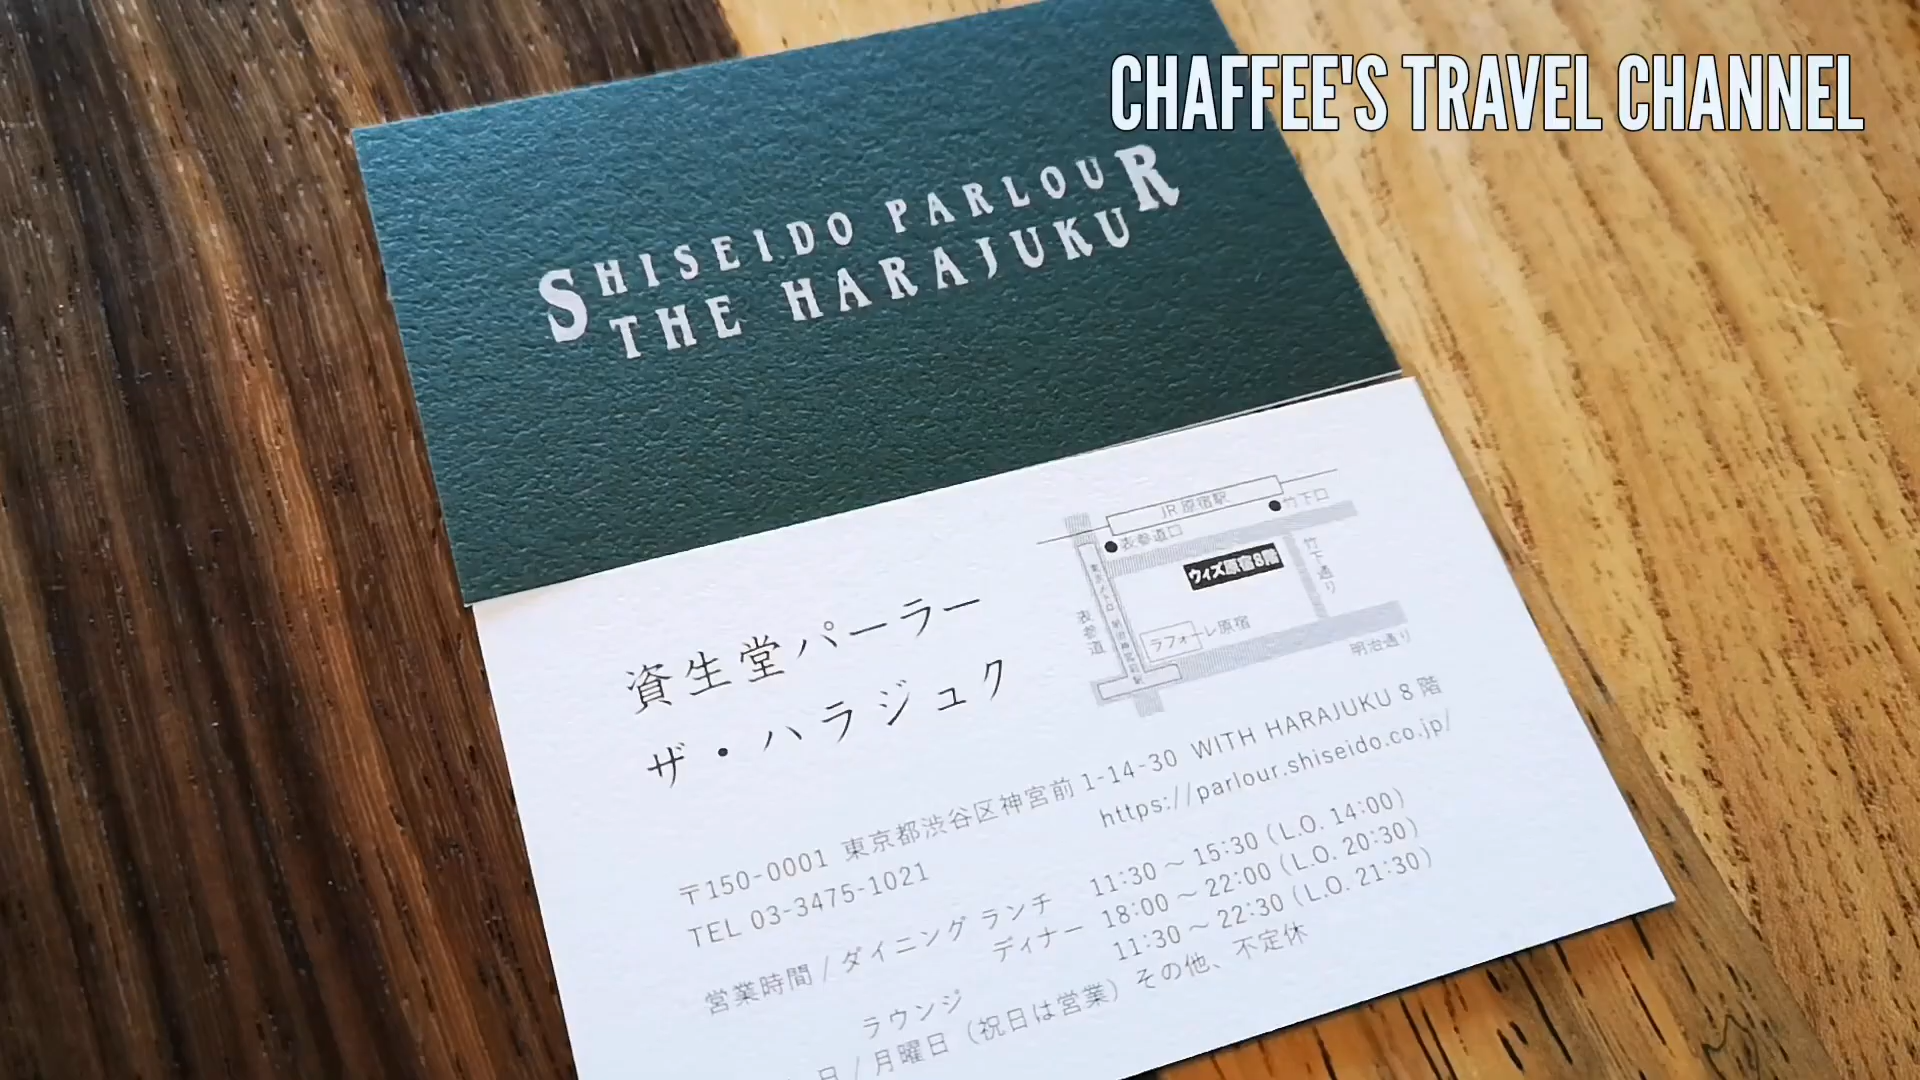 CHAFFEE'S TRAVEL CHANNEL
SHISEIDO PARLOUR
THE HARAJUKU
JR 原宿駅
竹下口
表参道口
ウィズ原宿8階
竹下通り
表参道
ラフォーレ原宿
明治通り
資生堂パーラー
ザ・ハラジュク
〒150-0001 東京都渋谷区神宮前 1-14-30 WITH HARAJUKU 8 階
TEL 03-3475-1021
https://parlour.shiseido.co.jp/
営業時間 / ダイニング ランチ 11:30 ～ 15:30 (L.O. 14:00)
ディナー 18:00 ～ 22:00 (L.O. 20:30)
ラウンジ 11:30 ～ 22:30 (L.O. 21:30)
日 / 月曜日（祝日は営業）その他、不定休